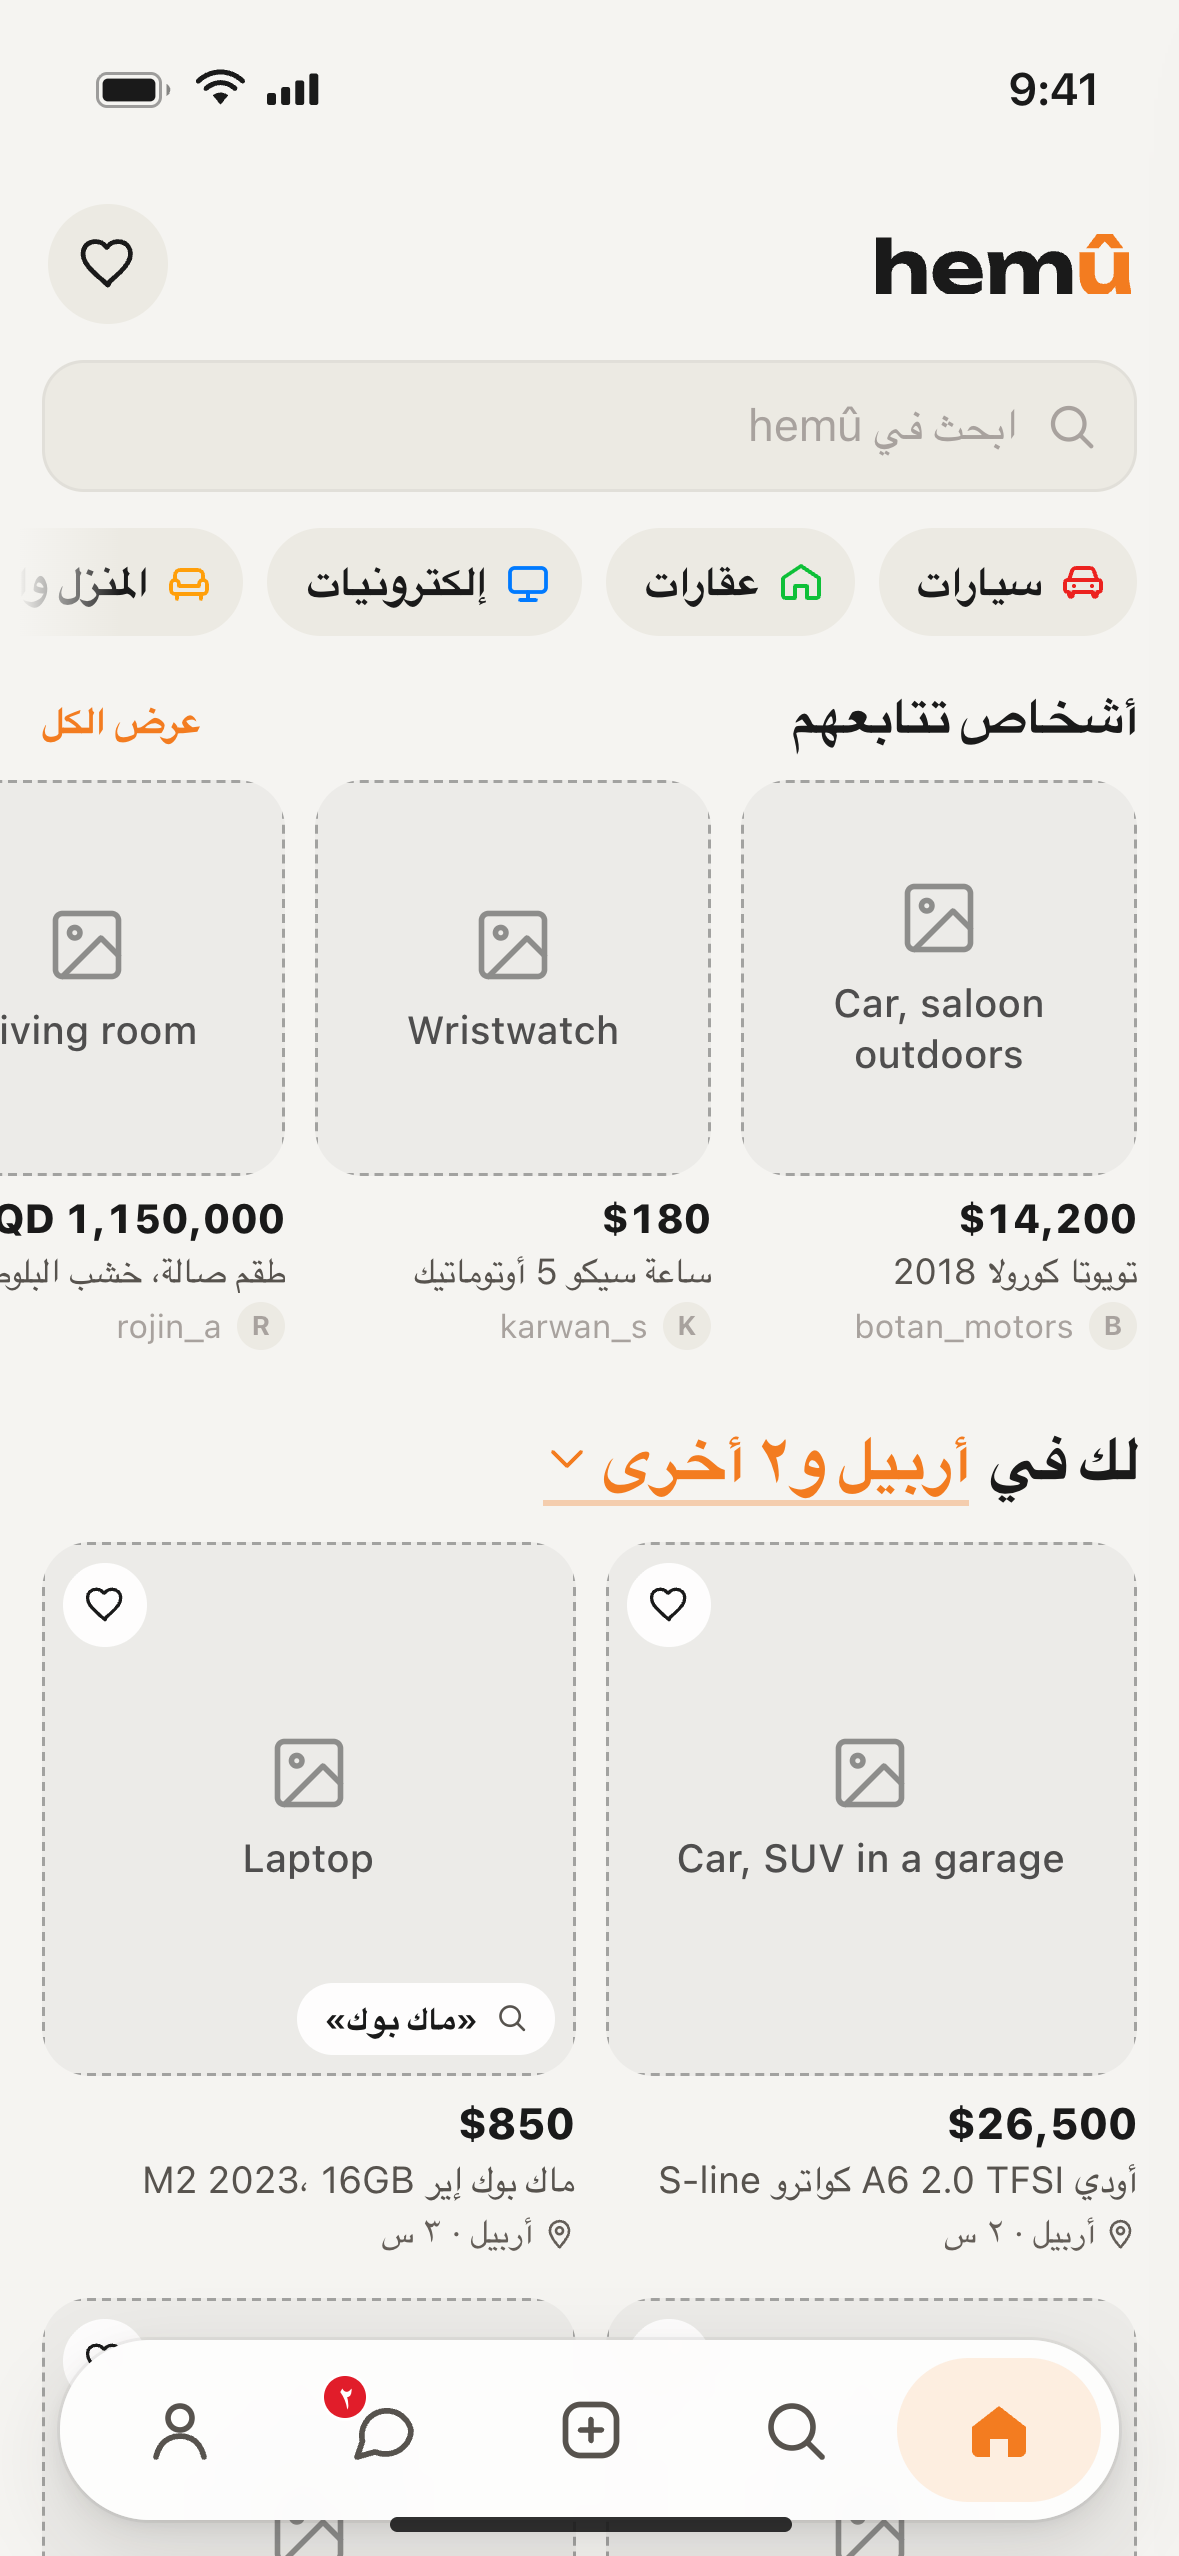 9:41
hemû
ابحث في hemû
سيارات
عقارات
إلكترونيات
المنزل وا
أشخاص تتابعهم
عرض الكل
Car, saloon
outdoors
Wristwatch
iving room
$14,200
$180
QD 1,150,000
تويوتا كورولا 2018
ساعة سيكو 5 أوتوماتيك
طقم صالة، خشب البلوط
B botan_motors
K karwan_s
R rojin_a
لك في أربيل و٢ أخرى
Car, SUV in a garage
Laptop
«ماك بوك»
$26,500
$850
أودي A6 2.0 TFSI كواترو S-line
ماك بوك إير M2 2023، 16GB
أربيل · ٢ س
أربيل · ٣ س
٢